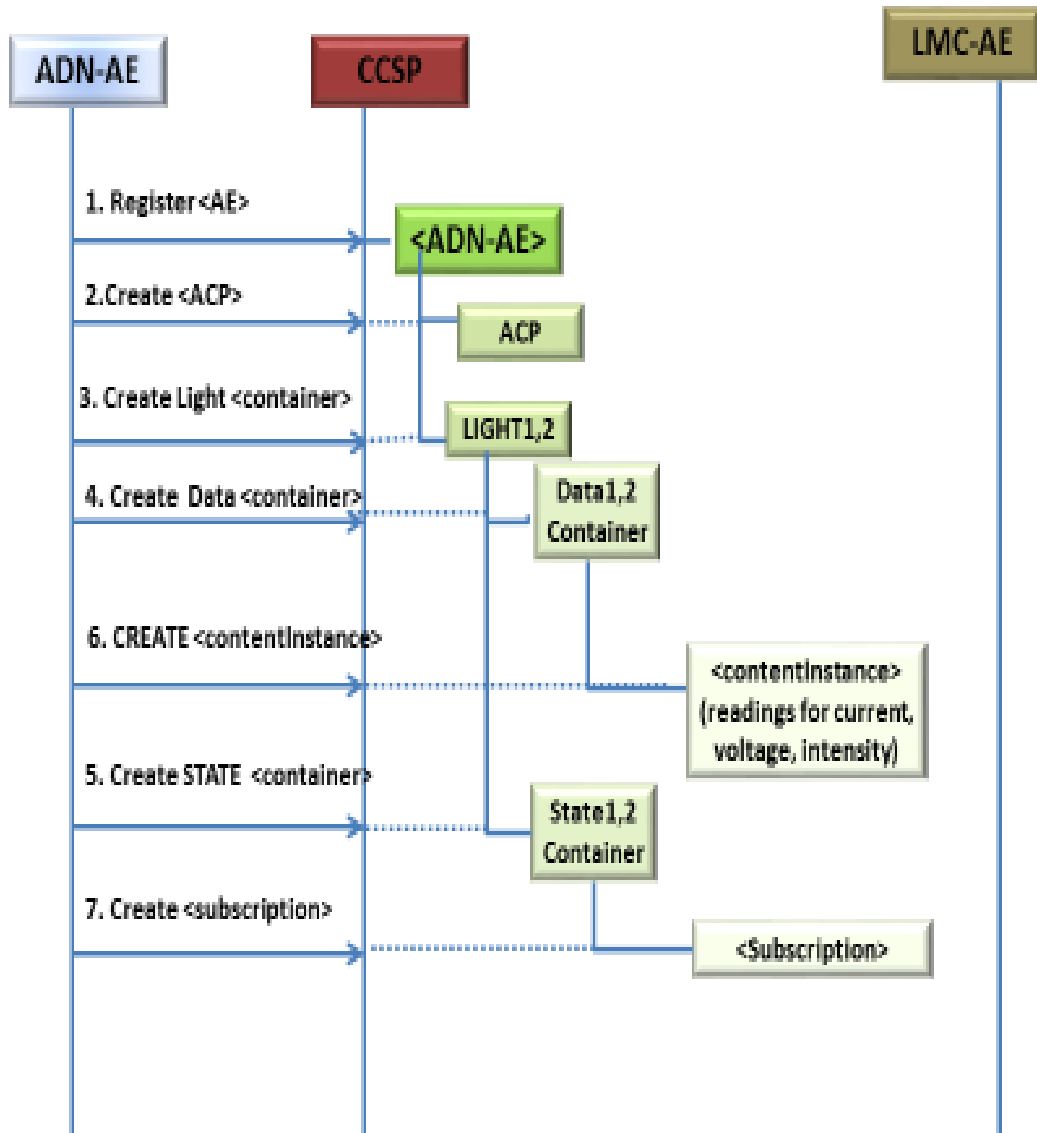 ADN-AE
CCSP
LMC-AE
1. Register<AE>
<ADN-AE>
2.Create <ACP>
ACP
3. Create Light <container>
LIGHT1,2
4. Create Data <container>
Data1,2
Container
6. CREATE <contentInstance>
<contentInstance>
(readings for current,
voltage, intensity)
5. Create STATE <container>
State1,2
Container
7. Create <subscription>
<Subscription>